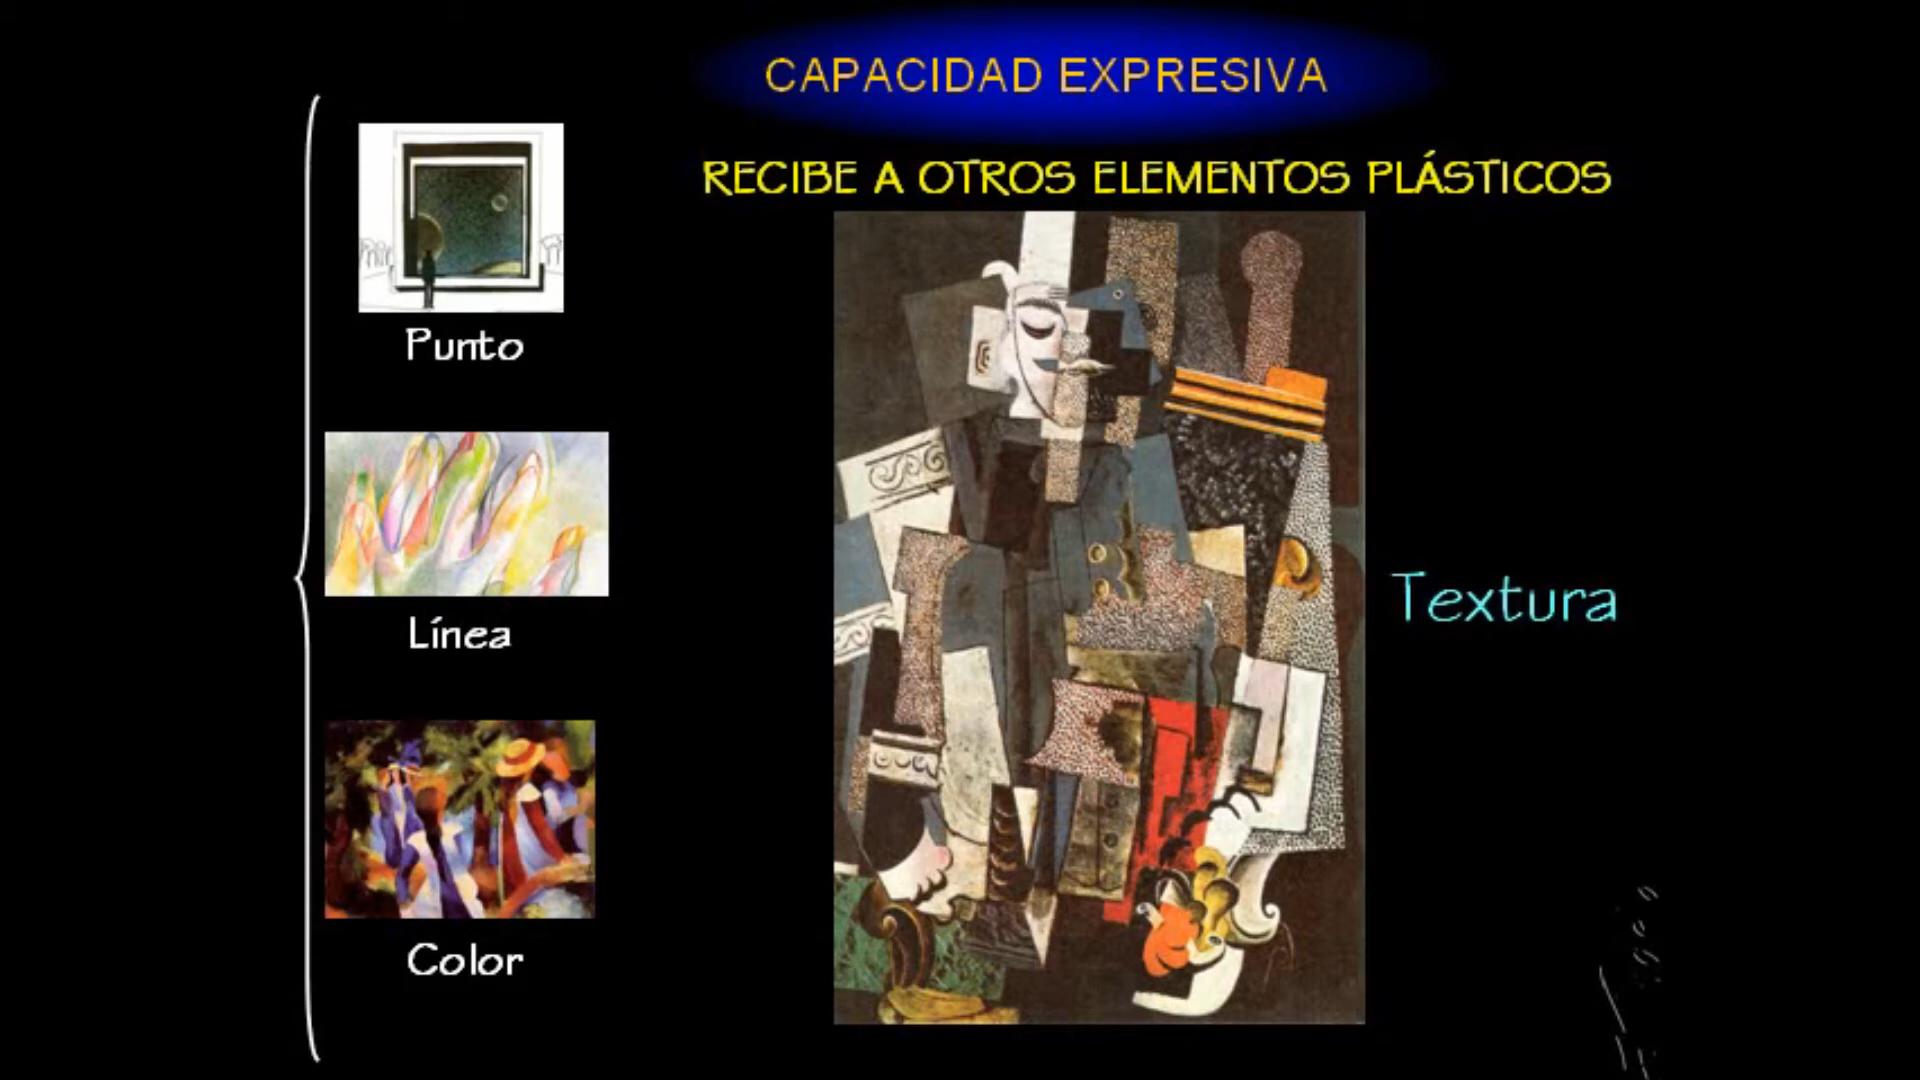 CAPACIDAD EXPRESIVA
RECIBE A OTROS ELEMENTOS PLÁSTICOS
Punto
Línea
Color
Textura